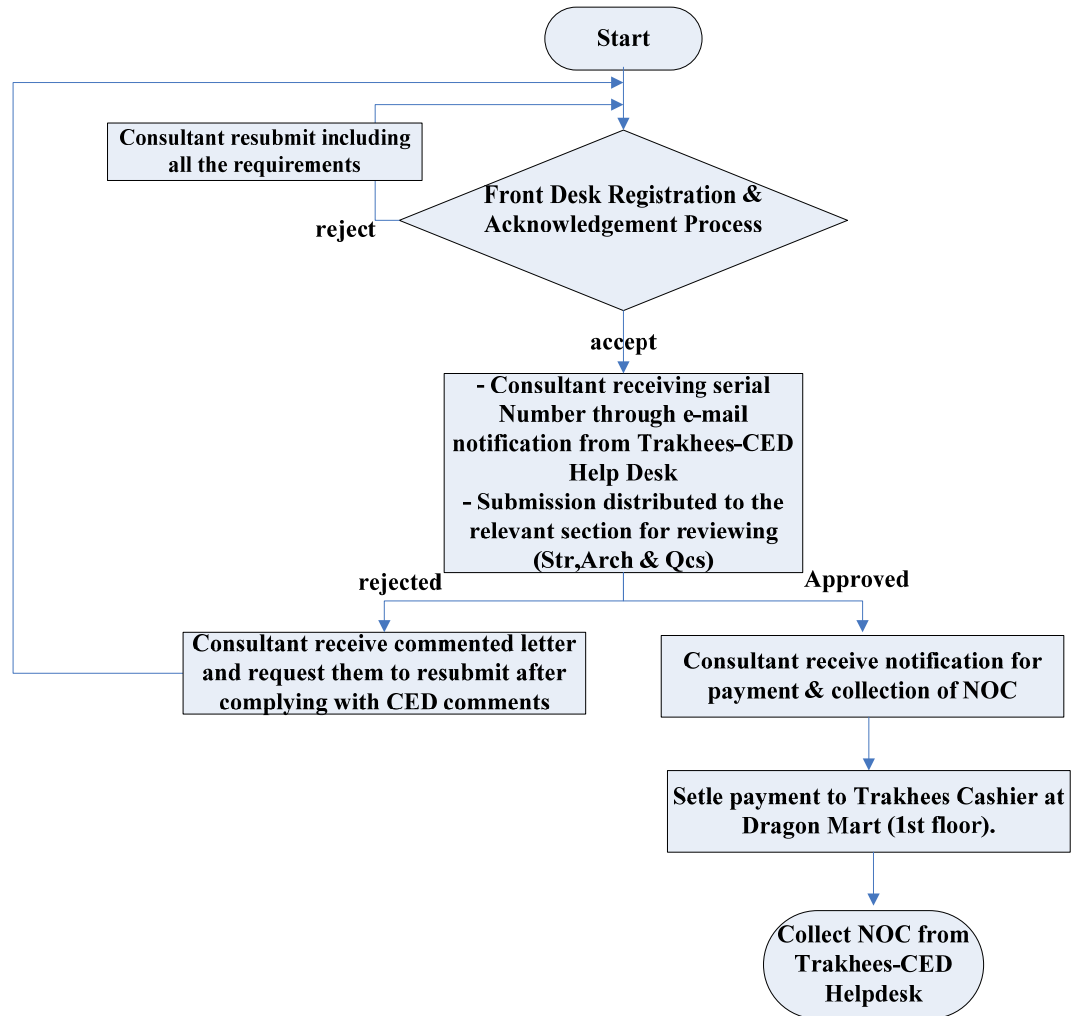 Start
Consultant resubmit including
all the requirements
Front Desk Registration &
Acknowledgement Process
reject
accept
- Consultant receiving serial
Number through e-mail
notification from Trakhees-CED
Help Desk
- Submission distributed to the
relevant section for reviewing
(Str,Arch & Qcs)
rejected
Approved
Consultant receive commented letter
and request them to resubmit after
complying with CED comments
Consultant receive notification for
payment & collection of NOC
Setle payment to Trakhees Cashier at
Dragon Mart (1st floor).
Collect NOC from
Trakhees-CED
Helpdesk